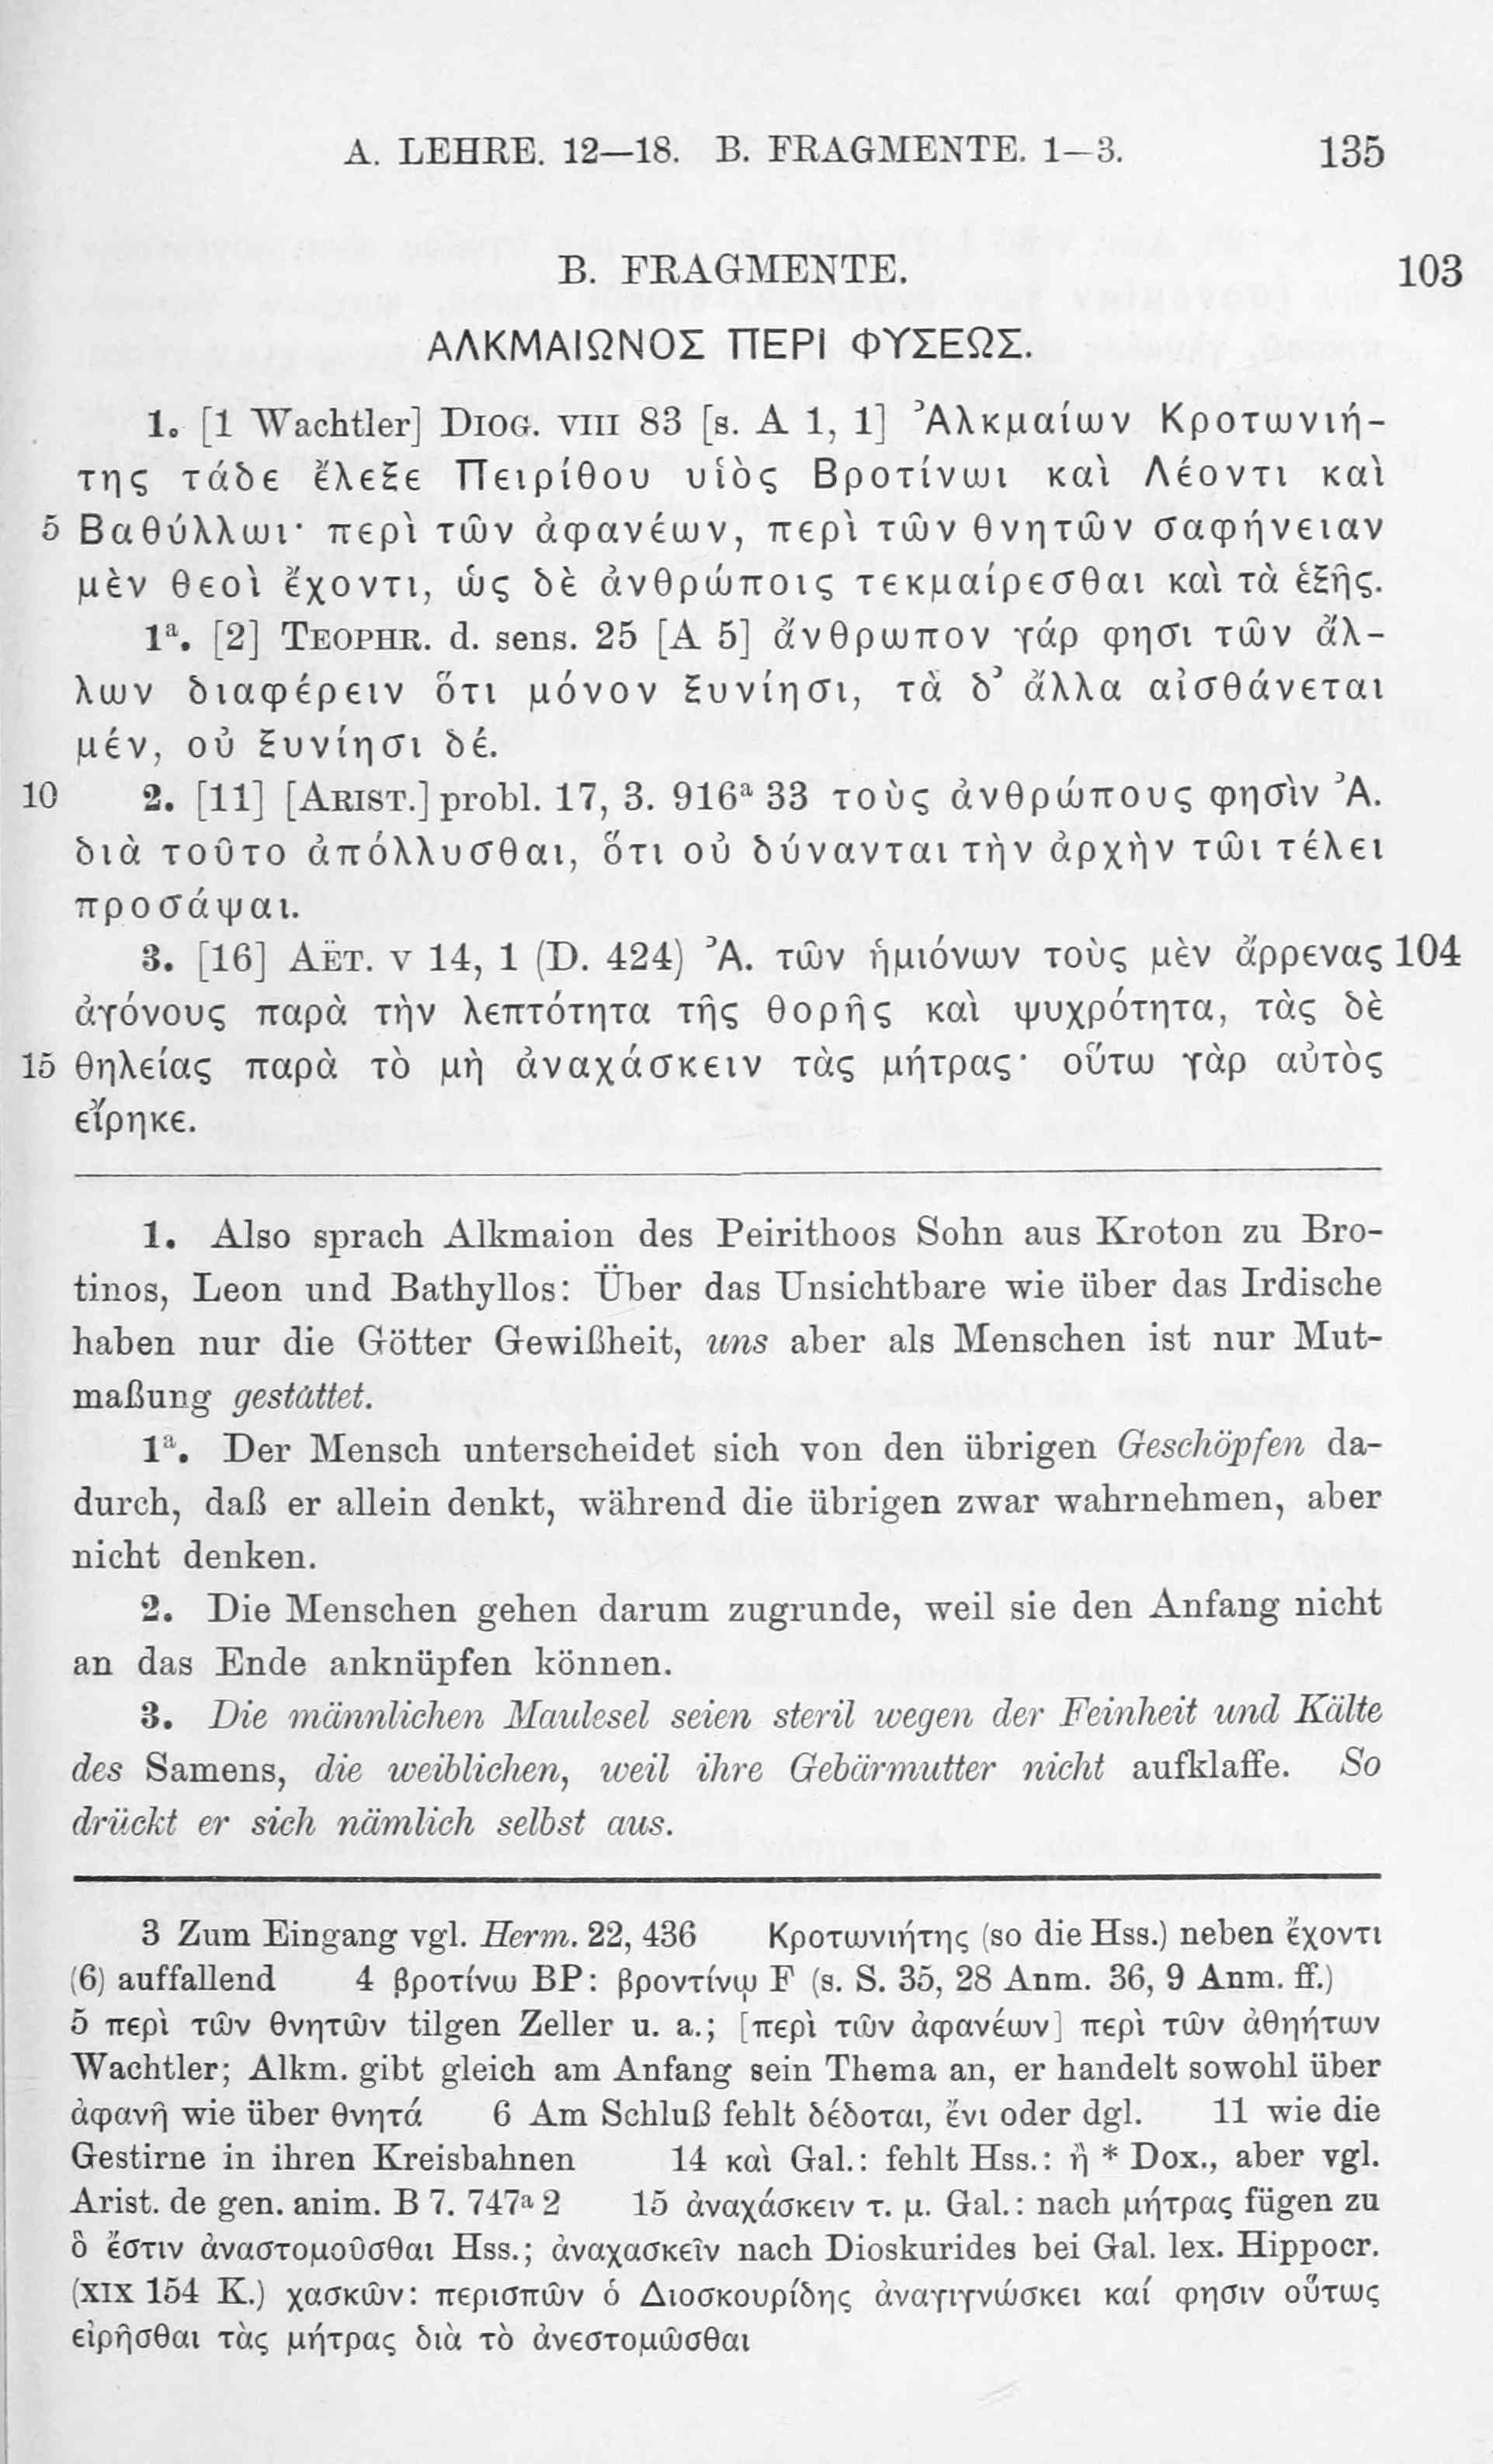 A. LEHRE. 12—18. B. FRAGMENTE. 1—3. 135
B. FRAGMENTE. 103
ΑΛΚΜΑΙΩΝΟΣ ΠΕΡΙ ΦΥΣΕΩΣ.
1. [1 Wachtler] DIOG. VIII 83 [s. A 1, 1] Ἀλκμαίων Κροτωνιή-
της τάδε ἔλεξε Πειρίθου υἱὸς Βροτίνωι καὶ Λέοντι καὶ
5 Βαθύλλωι· περὶ τῶν ἀφανέων, περὶ τῶν θνητῶν σαφήνειαν
μὲν θεοὶ ἔχοντι, ὡς δὲ ἀνθρώποις τεκμαίρεσθαι καὶ τὰ ἑξῆς.
1ª. [2] TEOPHR. d. sens. 25 [A 5] ἄνθρωπον γάρ φησι τῶν ἄλ-
λων διαφέρειν ὅτι μόνον ξυνίησι, τὰ δ' ἄλλα αἰσθάνεται
μέν, οὐ ξυνίησι δέ.
10 2. [11] [ARIST.] probl. 17, 3. 916ª 33 τοὺς ἀνθρώπους φησὶν Ἀ.
διὰ τοῦτο ἀπόλλυσθαι, ὅτι οὐ δύνανται τὴν ἀρχὴν τῶι τέλει
προσάψαι.
3. [16] AËT. V 14, 1 (D. 424) Ἀ. τῶν ἡμιόνων τοὺς μὲν ἄρρενας 104
ἀγόνους παρὰ τὴν λεπτότητα τῆς θορῆς καὶ ψυχρότητα, τὰς δὲ
15 θηλείας παρὰ τὸ μὴ ἀναχάσκειν τὰς μήτρας· οὕτω γὰρ αὐτὸς
εἴρηκε.
1. Also sprach Alkmaion des Peirithoos Sohn aus Kroton zu Bro-
tinos, Leon und Bathyllos: Über das Unsichtbare wie über das Irdische
haben nur die Götter Gewißheit, uns aber als Menschen ist nur Mut-
maßung gestattet.
1ª. Der Mensch unterscheidet sich von den übrigen Geschöpfen da-
durch, daß er allein denkt, während die übrigen zwar wahrnehmen, aber
nicht denken.
2. Die Menschen gehen darum zugrunde, weil sie den Anfang nicht
an das Ende anknüpfen können.
3. Die männlichen Maulesel seien steril wegen der Feinheit und Kälte
des Samens, die weiblichen, weil ihre Gebärmutter nicht aufklaffe. So
drückt er sich nämlich selbst aus.
3 Zum Eingang vgl. Herm. 22, 436 Κροτωνιήτης (so die Hss.) neben ἔχοντι
(6) auffallend 4 βροτίνω BP: βροντίνῳ F (s. S. 35, 28 Anm. 36, 9 Anm. ff.)
5 περὶ τῶν θνητῶν tilgen Zeller u. a.; [περὶ τῶν ἀφανέων] περὶ τῶν ἀθηήτων
Wachtler; Alkm. gibt gleich am Anfang sein Thema an, er handelt sowohl über
ἀφανῆ wie über θνητά 6 Am Schluß fehlt δέδοται, ἔνι oder dgl. 11 wie die
Gestirne in ihren Kreisbahnen 14 καὶ Gal.: fehlt Hss.: ἢ * Dox., aber vgl.
Arist. de gen. anim. B 7. 747ª 2 15 ἀναχάσκειν τ. μ. Gal.: nach μήτρας fügen zu
ὅ ἔστιν ἀναστομοῦσθαι Hss.; ἀναχασκεῖν nach Dioskurides bei Gal. lex. Hippocr.
(XIX 154 K.) χασκῶν: περισπῶν ὁ Διοσκουρίδης ἀναγιγνώσκει καί φησιν οὕτως
εἰρῆσθαι τὰς μήτρας διὰ τὸ ἀνεστομῶσθαι